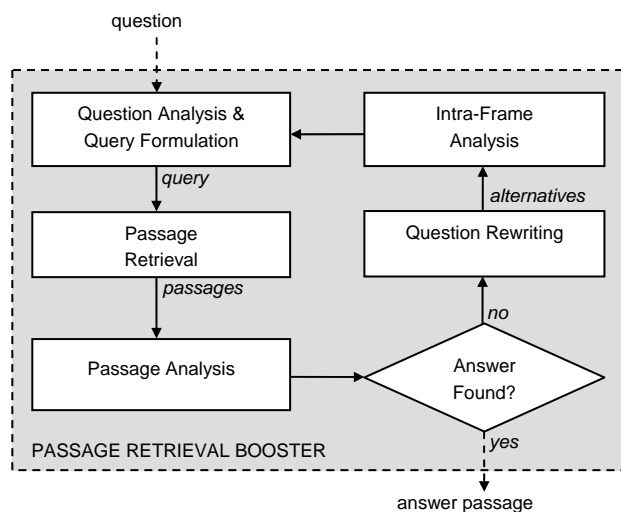 question
Question Analysis &
Query Formulation
Intra-Frame
Analysis
query
alternatives
Passage
Retrieval
Question Rewriting
passages
no
Passage Analysis
Answer
Found?
PASSAGE RETRIEVAL BOOSTER
yes
answer passage